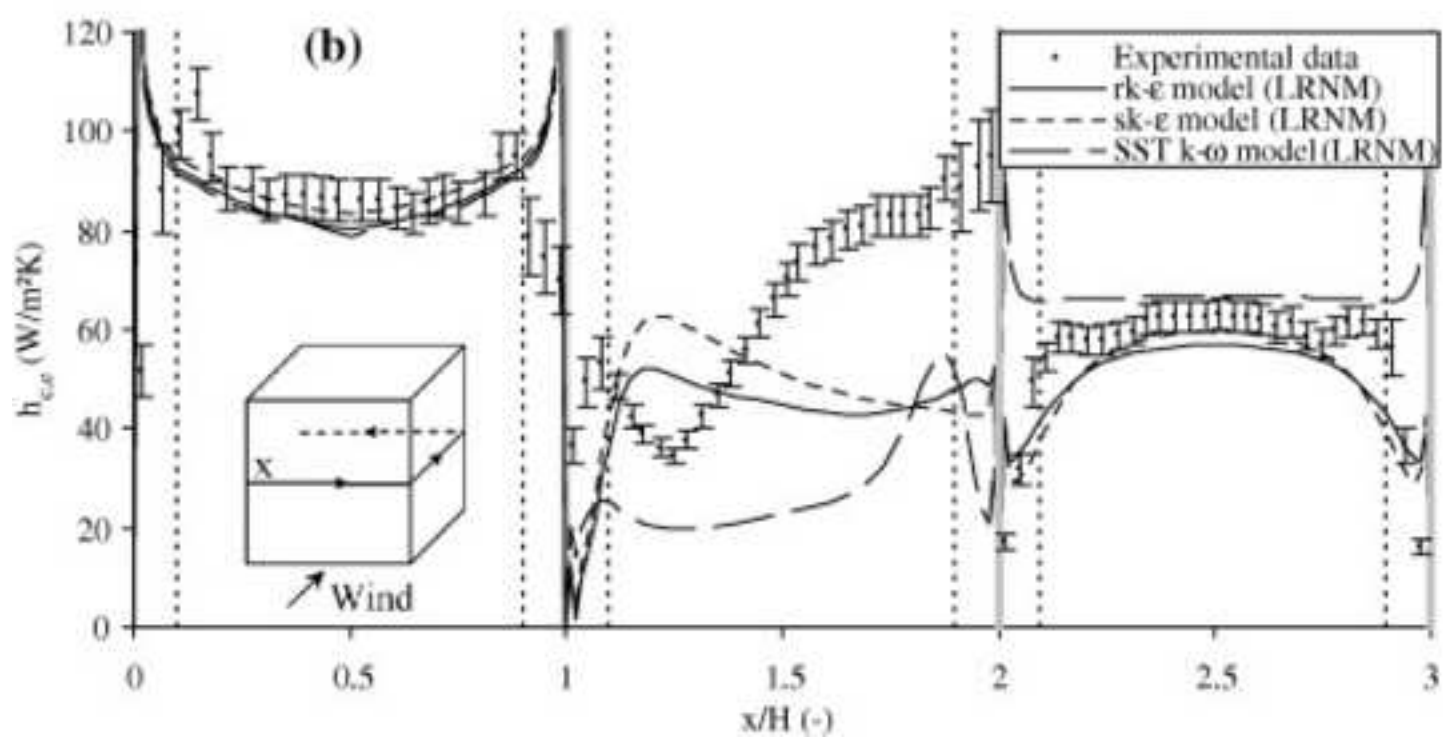 (b)
120
100
80
60
40
20
0
h_c,e (W/m²K)
Experimental data
rk-ε model (LRNM)
sk-ε model (LRNM)
SST k-ω model (LRNM)
X
Wind
0 0.5 1 1.5 2 2.5 3
x/H (-)